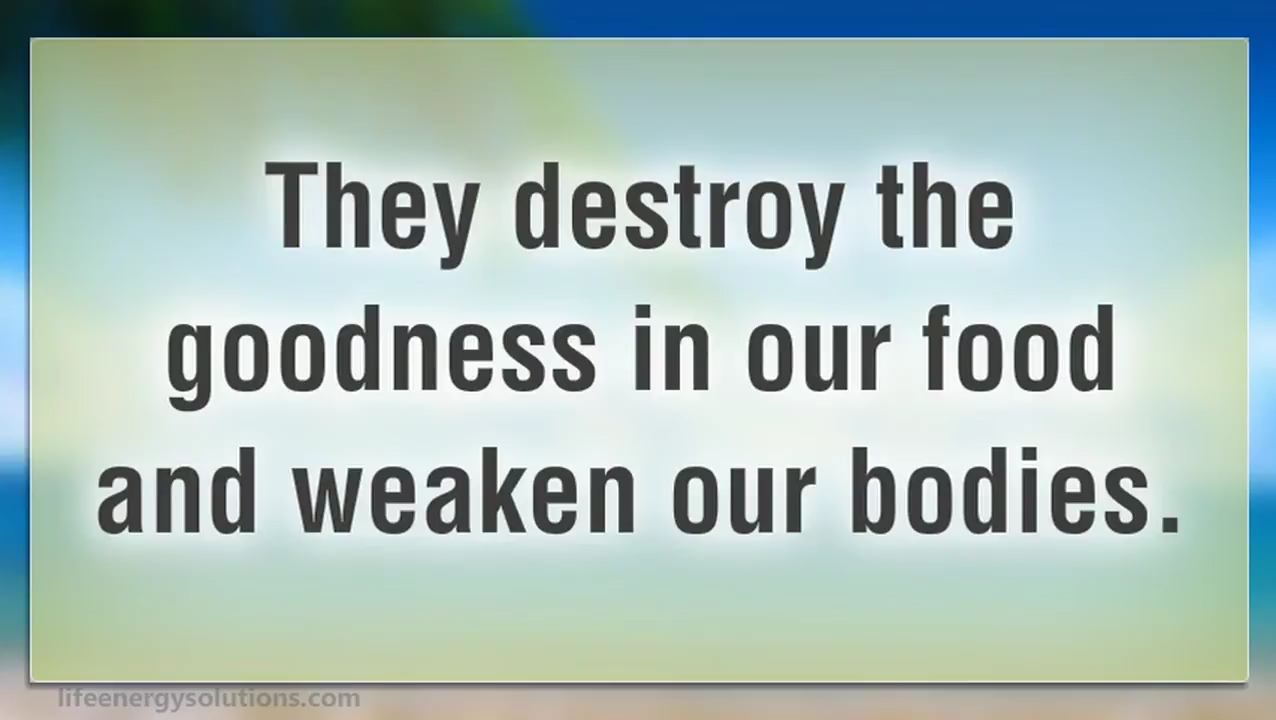 They destroy the
goodness in our food
and weaken our bodies.
lifeenergysolutions.com